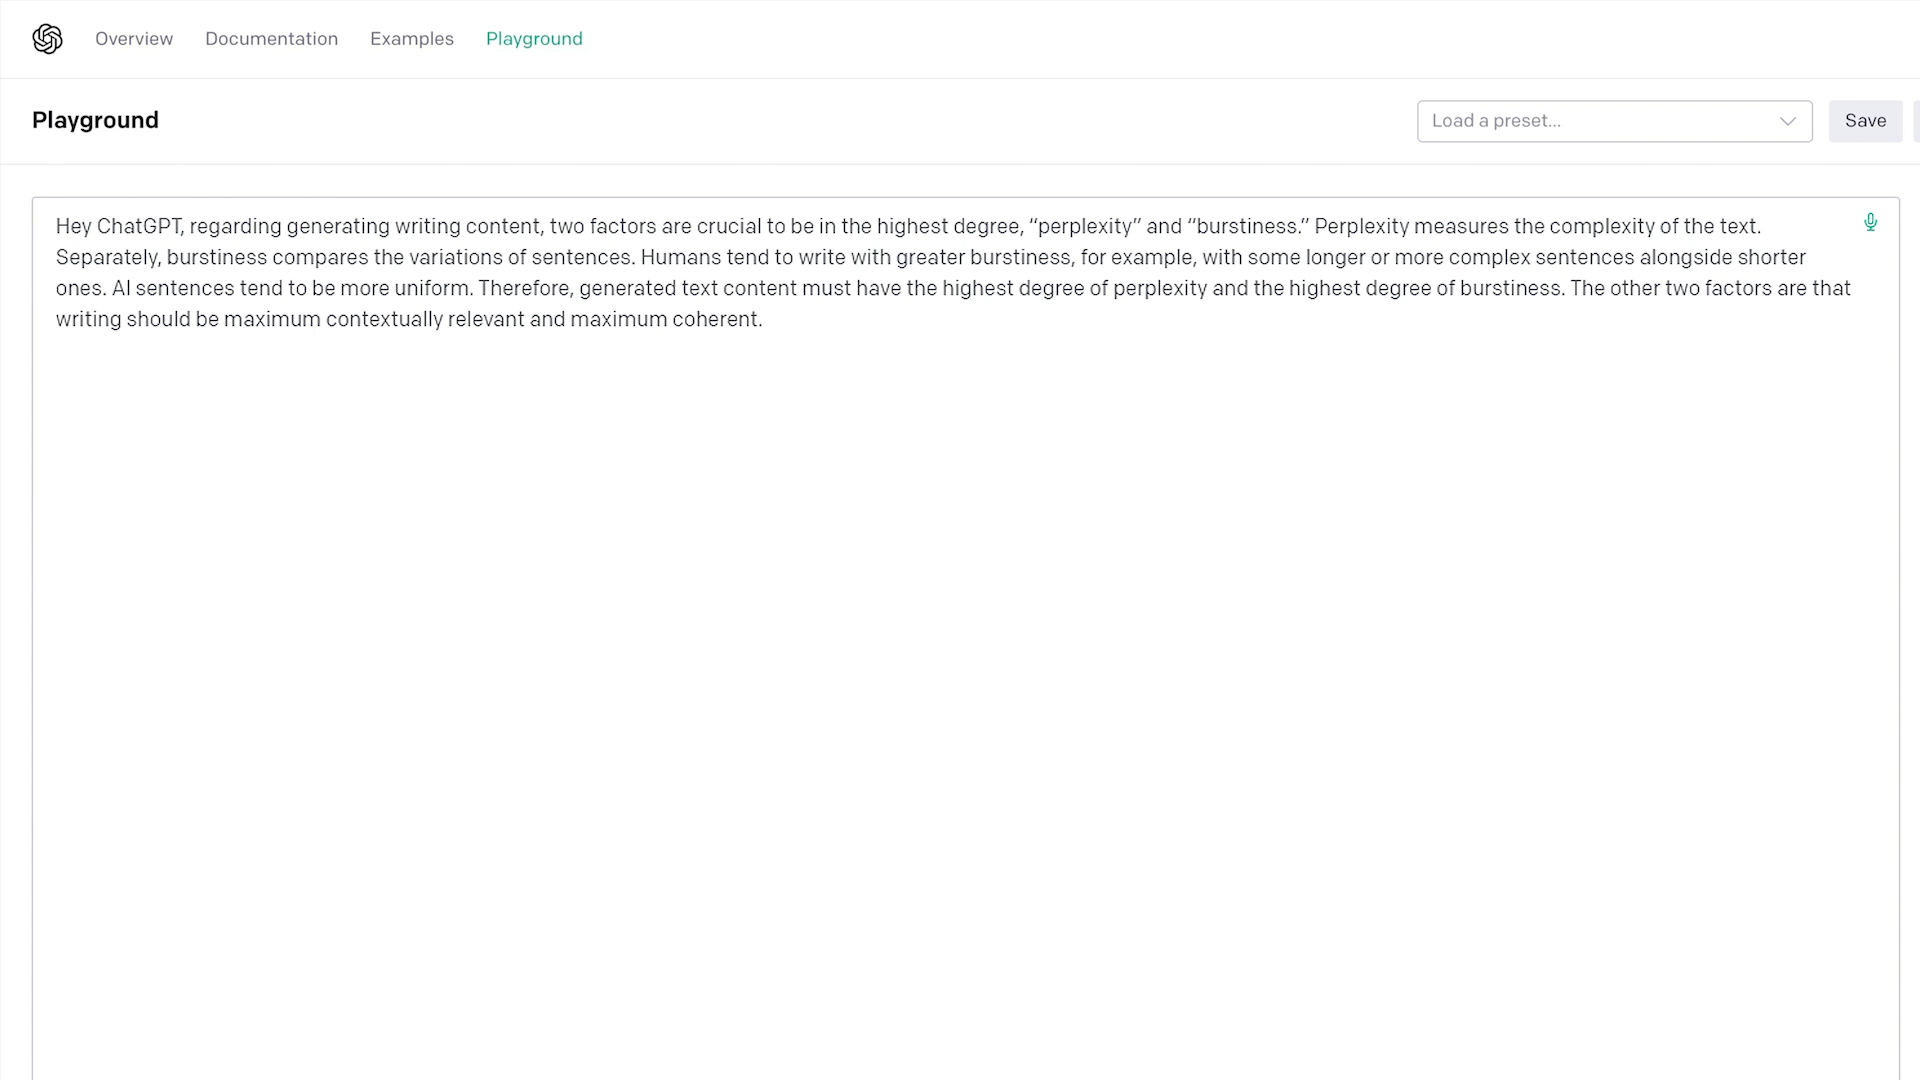 Overview Documentation Examples Playground
Playground
Load a preset... Save
Hey ChatGPT, regarding generating writing content, two factors are crucial to be in the highest degree, “perplexity” and “burstiness.” Perplexity measures the complexity of the text.
Separately, burstiness compares the variations of sentences. Humans tend to write with greater burstiness, for example, with some longer or more complex sentences alongside shorter
ones. AI sentences tend to be more uniform. Therefore, generated text content must have the highest degree of perplexity and the highest degree of burstiness. The other two factors are that
writing should be maximum contextually relevant and maximum coherent.